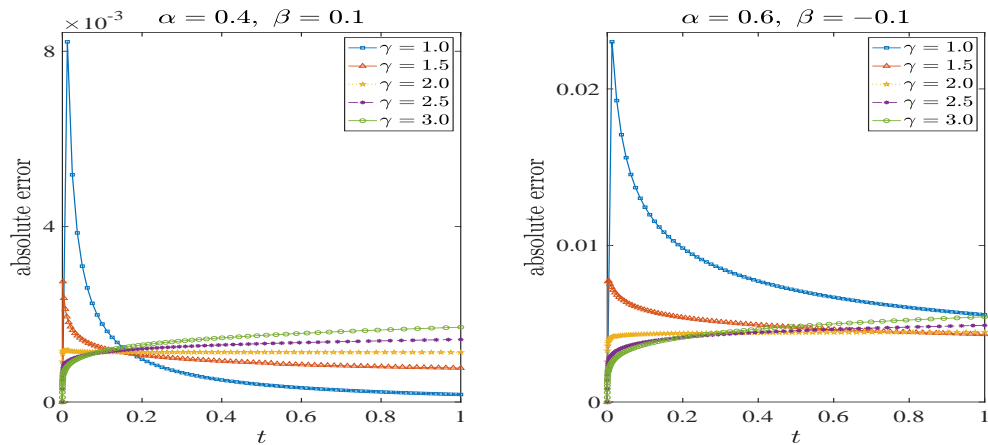 ×10⁻³
α = 0.4, β = 0.1
8
4
0
absolute error
0
0.2
0.4
0.6
0.8
1
t
γ = 1.0
γ = 1.5
γ = 2.0
γ = 2.5
γ = 3.0
α = 0.6, β = −0.1
0.02
0.01
0
absolute error
0
0.2
0.4
0.6
0.8
1
t
γ = 1.0
γ = 1.5
γ = 2.0
γ = 2.5
γ = 3.0